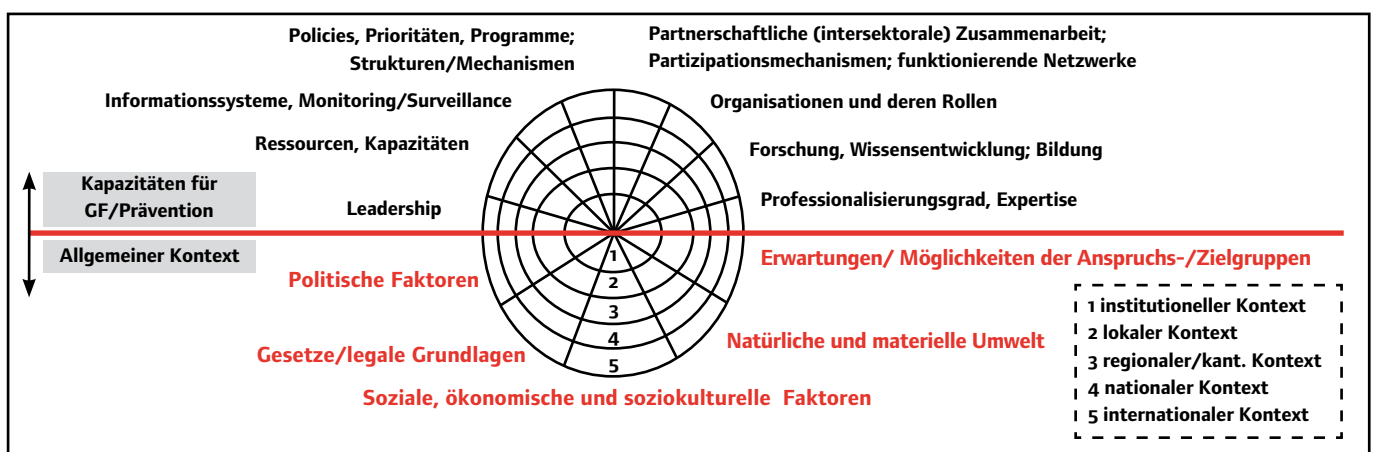 Policies, Prioritäten, Programme;
Strukturen/Mechanismen
Partnerschaftliche (intersektorale) Zusammenarbeit;
Partizipationsmechanismen; funktionierende Netzwerke
Informationssysteme, Monitoring/Surveillance
Organisationen und deren Rollen
Ressourcen, Kapazitäten
Forschung, Wissensentwicklung; Bildung
Kapazitäten für
GF/Prävention
Leadership
Professionalisierungsgrad, Expertise
Allgemeiner Kontext
Erwartungen/ Möglichkeiten der Anspruchs-/Zielgruppen
Politische Faktoren
Gesetze/legale Grundlagen
Natürliche und materielle Umwelt
Soziale, ökonomische und soziokulturelle Faktoren
1
2
3
4
5
1 institutioneller Kontext
2 lokaler Kontext
3 regionaler/kant. Kontext
4 nationaler Kontext
5 internationaler Kontext